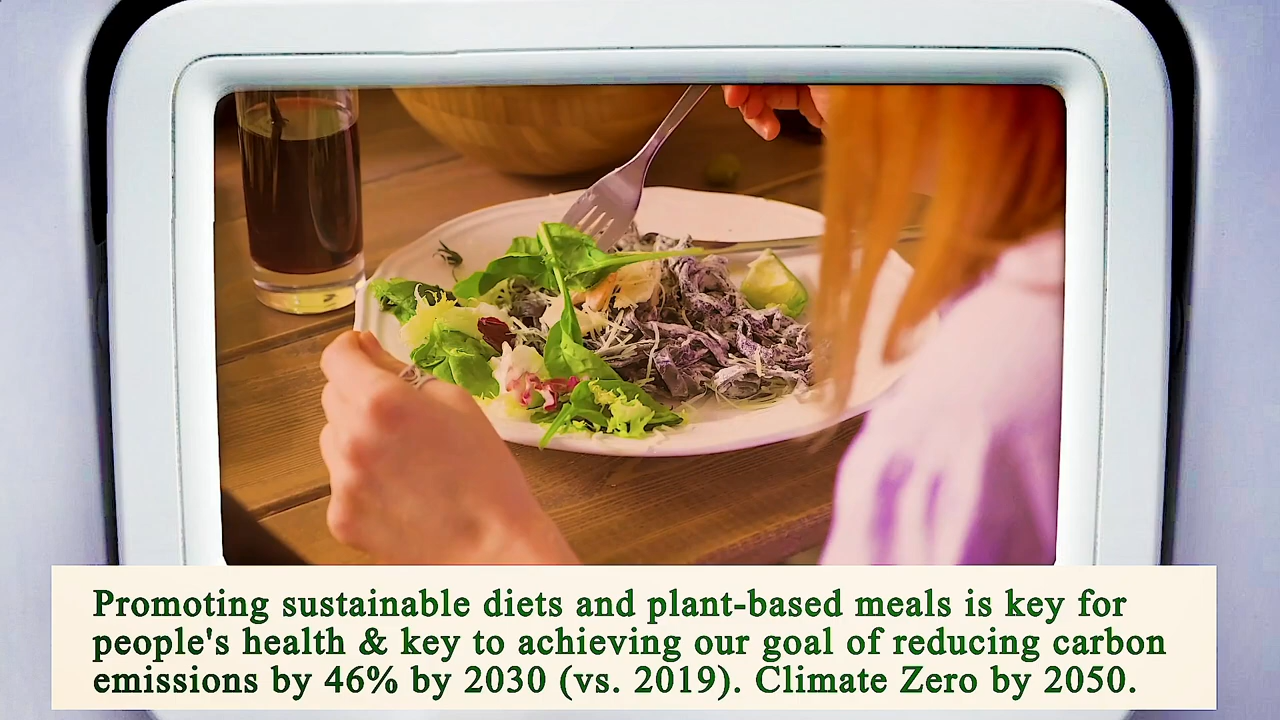 Promoting sustainable diets and plant-based meals is key for
people's health & key to achieving our goal of reducing carbon
emissions by 46% by 2030 (vs. 2019). Climate Zero by 2050.